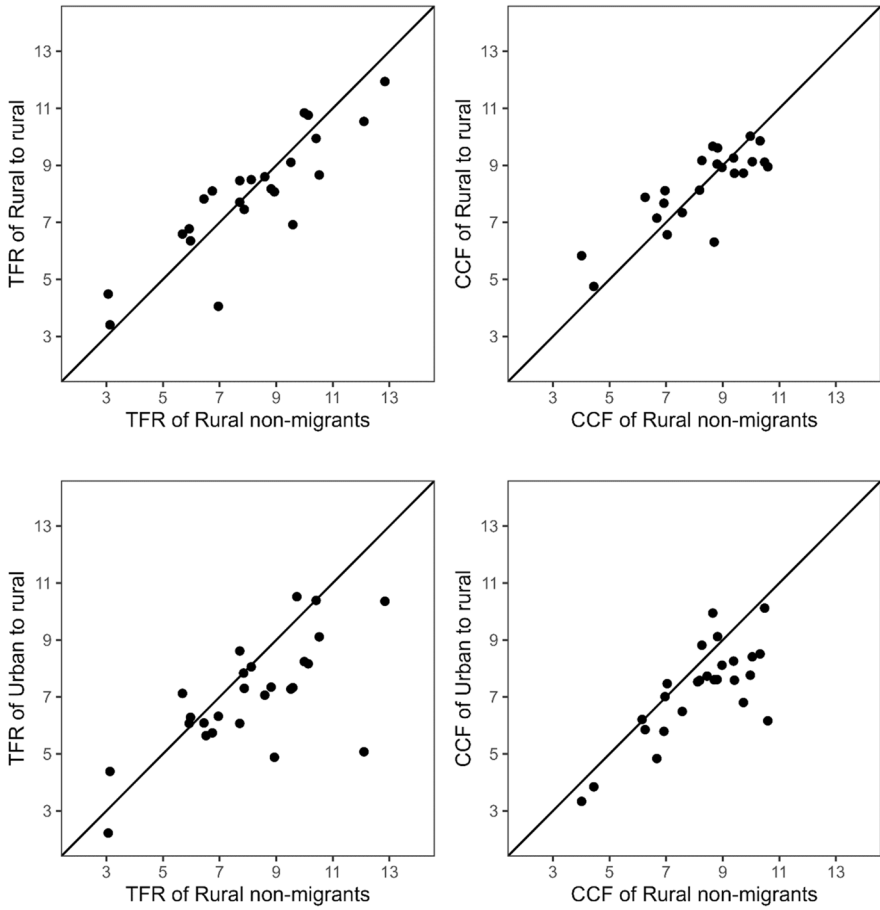 TFR of Rural to rural
13
11
9
7
5
3
3 5 7 9 11 13
TFR of Rural non-migrants
CCF of Rural to rural
13
11
9
7
5
3
3 5 7 9 11 13
CCF of Rural non-migrants
TFR of Urban to rural
13
11
9
7
5
3
3 5 7 9 11 13
TFR of Rural non-migrants
CCF of Urban to rural
13
11
9
7
5
3
3 5 7 9 11 13
CCF of Rural non-migrants